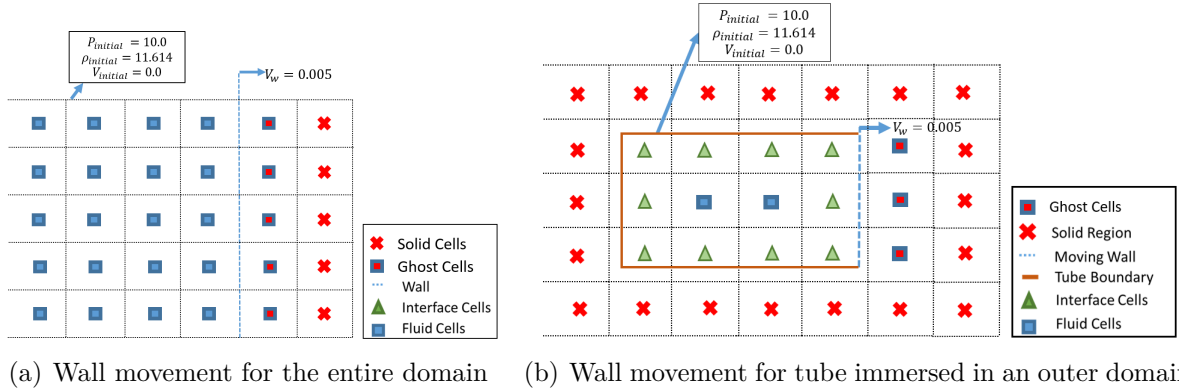 P_initial = 10.0
ρ_initial = 11.614
V_initial = 0.0
V_w = 0.005
Solid Cells
Ghost Cells
Wall
Interface Cells
Fluid Cells
(a) Wall movement for the entire domain
P_initial = 10.0
ρ_initial = 11.614
V_initial = 0.0
V_w = 0.005
Ghost Cells
Solid Region
Moving Wall
Tube Boundary
Interface Cells
Fluid Cells
(b) Wall movement for tube immersed in an outer domain